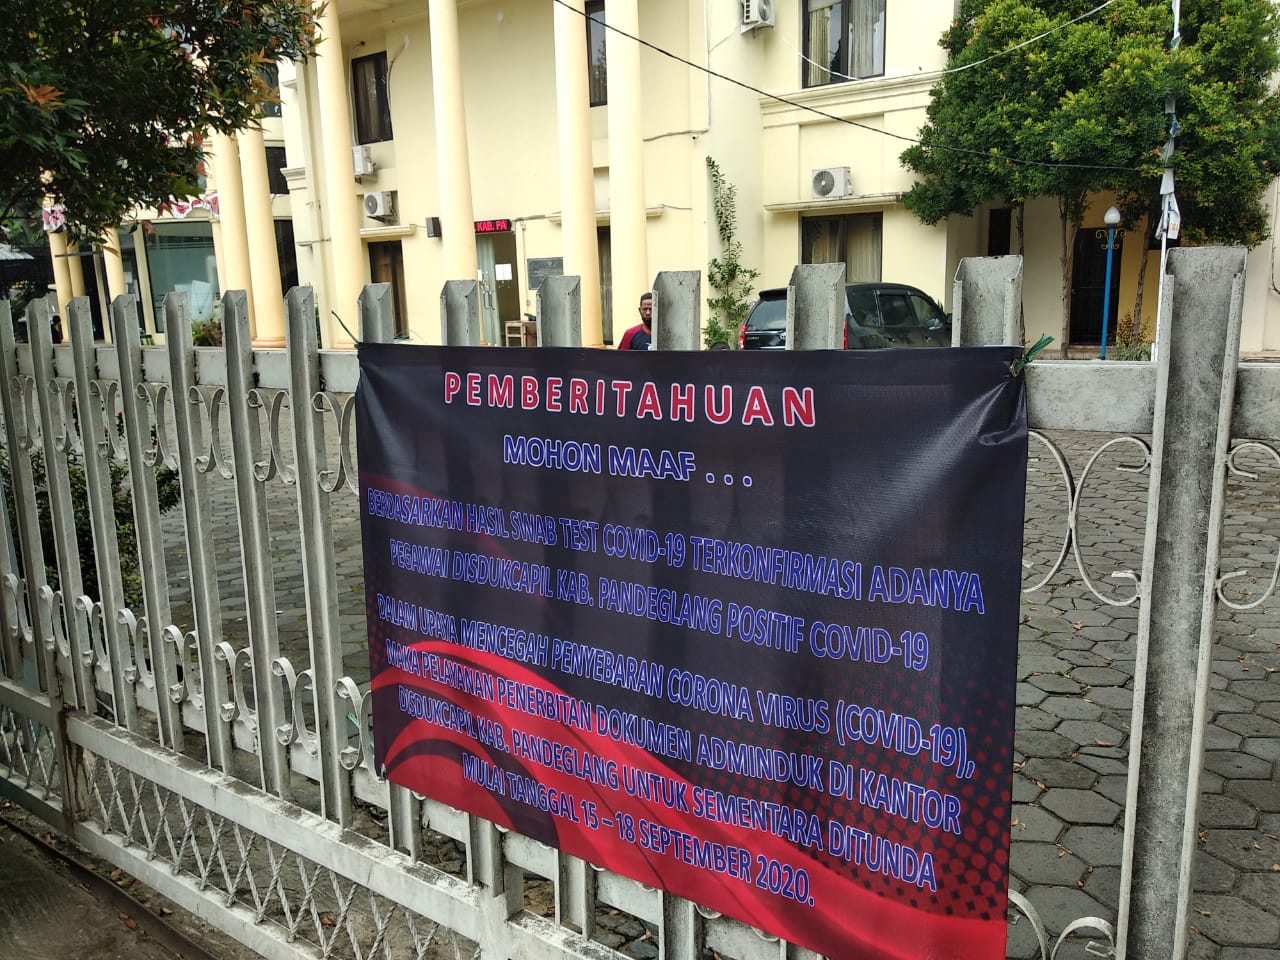 KAB. PA
PEMBERITAHUAN
MOHON MAAF . . .
BERDASARKAN HASIL SWAB TEST COVID-19 TERKONFIRMASI ADANYA
PEGAWAI DISDUKCAPIL KAB. PANDEGLANG POSITIF COVID-19
DALAM UPAYA MENCEGAH PENYEBARAN CORONA VIRUS (COVID-19),
MAKA PELAYANAN PENERBITAN DOKUMEN ADMINDUK DI KANTOR
DISDUKCAPIL KAB. PANDEGLANG UNTUK SEMENTARA DITUNDA
MULAI TANGGAL 15 – 18 SEPTEMBER 2020.